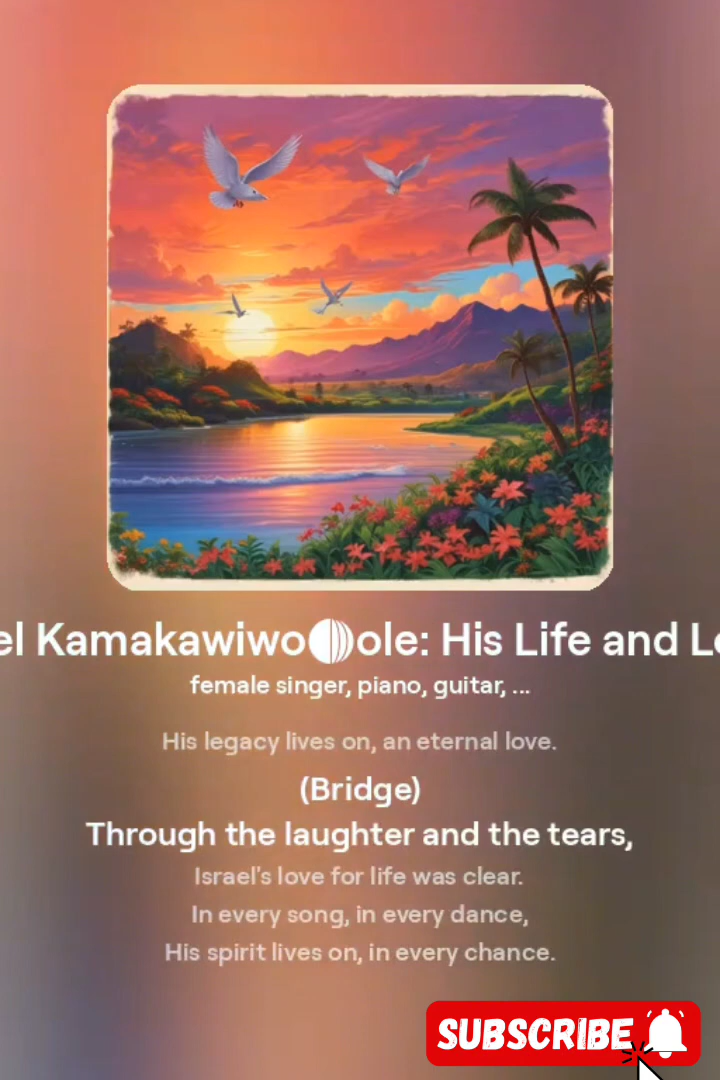 el Kamakawiwo ole: His Life and Le
female singer, piano, guitar, ...
His legacy lives on, an eternal love.
(Bridge)
Through the laughter and the tears,
Israel's love for life was clear.
In every song, in every dance,
His spirit lives on, in every chance.
SUBSCRIBE